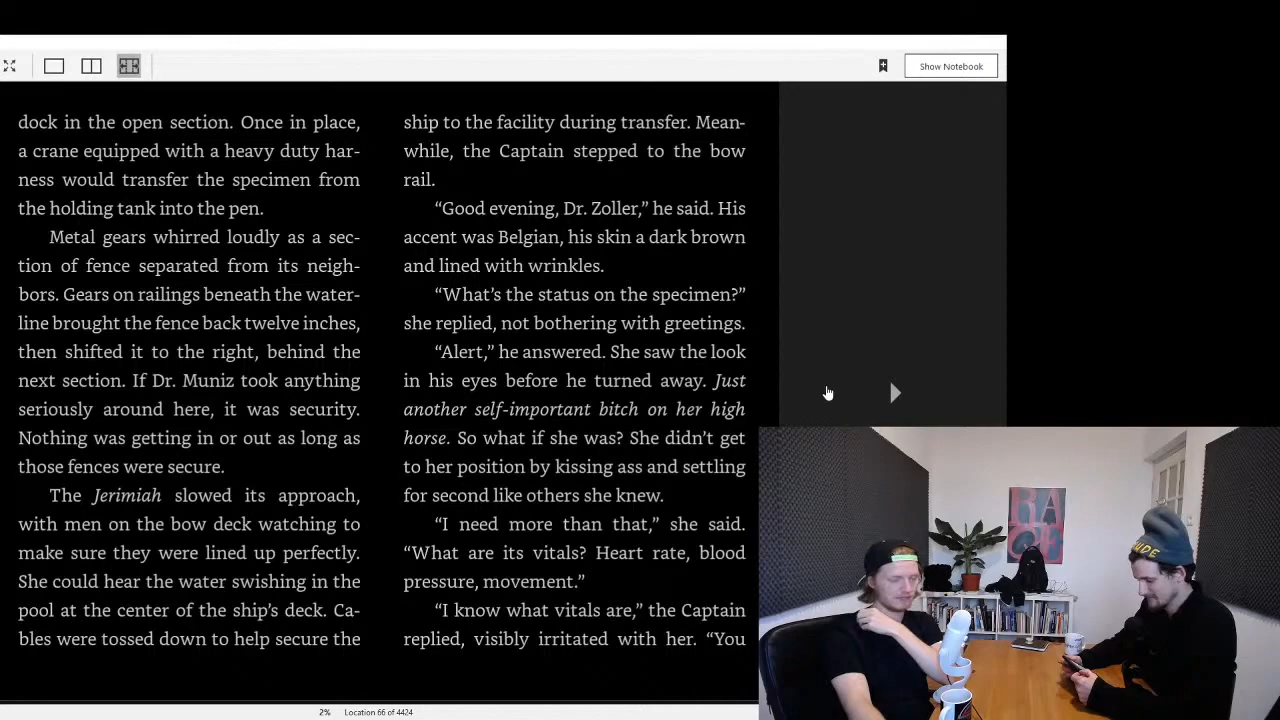 Show Notebook
dock in the open section. Once in place,
a crane equipped with a heavy duty har-
ness would transfer the specimen from
the holding tank into the pen.
Metal gears whirred loudly as a sec-
tion of fence separated from its neigh-
bors. Gears on railings beneath the water-
line brought the fence back twelve inches,
then shifted it to the right, behind the
next section. If Dr. Muniz took anything
seriously around here, it was security.
Nothing was getting in or out as long as
those fences were secure.
The Jerimiah slowed its approach,
with men on the bow deck watching to
make sure they were lined up perfectly.
She could hear the water swishing in the
pool at the center of the ship’s deck. Ca-
bles were tossed down to help secure the
ship to the facility during transfer. Mean-
while, the Captain stepped to the bow
rail.
“Good evening, Dr. Zoller,” he said. His
accent was Belgian, his skin a dark brown
and lined with wrinkles.
“What’s the status on the specimen?”
she replied, not bothering with greetings.
“Alert,” he answered. She saw the look
in his eyes before he turned away. Just
another self-important bitch on her high
horse. So what if she was? She didn’t get
to her position by kissing ass and settling
for second like others she knew.
“I need more than that,” she said.
“What are its vitals? Heart rate, blood
pressure, movement.”
“I know what vitals are,” the Captain
replied, visibly irritated with her. “You
2%
Location 66 of 4424
RAGE
UDE